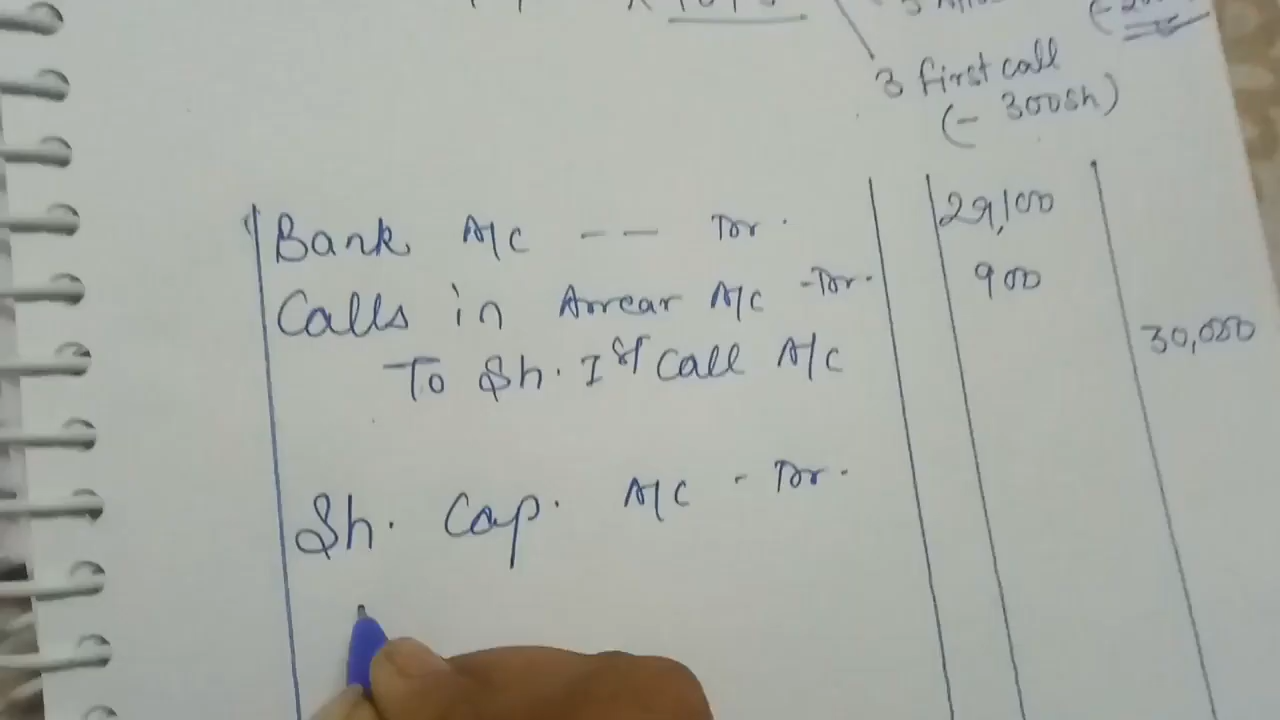 3 first call
(- 300sh)
Bank A/C -- Dr. 29,100
Calls in Arrear A/C -Dr. 900
To Sh. Ist Call A/C 30,000
Sh. Cap. A/C - Dr.